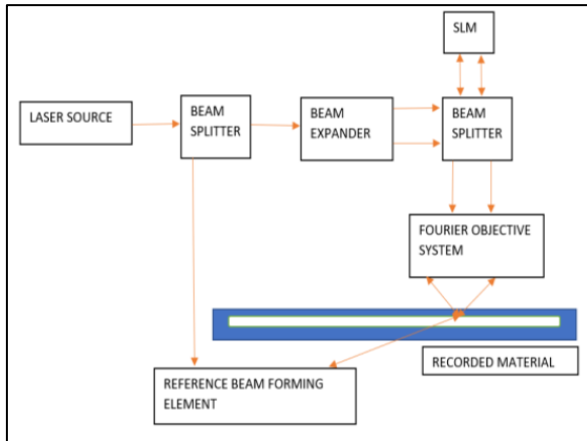 SLM
LASER SOURCE
BEAM
SPLITTER
BEAM
EXPANDER
BEAM
SPLITTER
FOURIER OBJECTIVE
SYSTEM
RECORDED MATERIAL
REFERENCE BEAM FORMING
ELEMENT